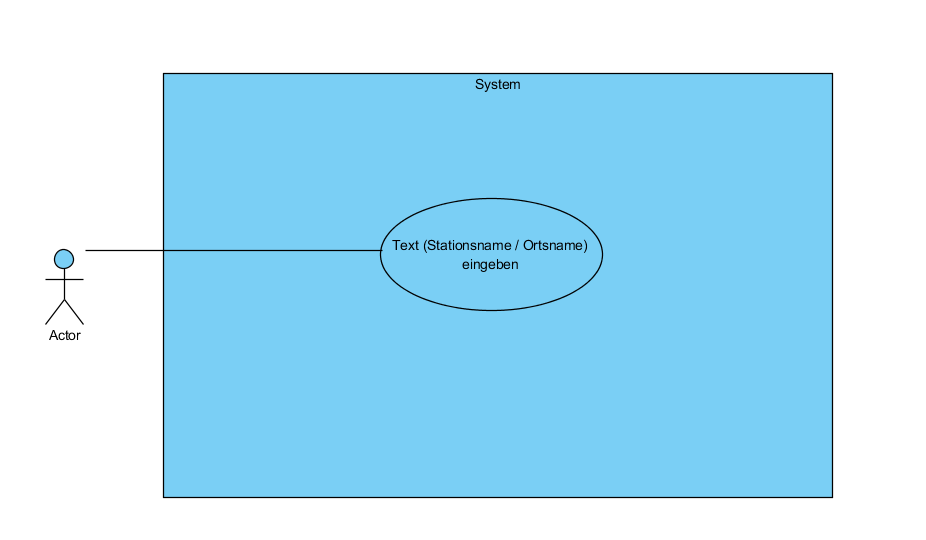 System
Text (Stationsname / Ortsname)
eingeben
Actor